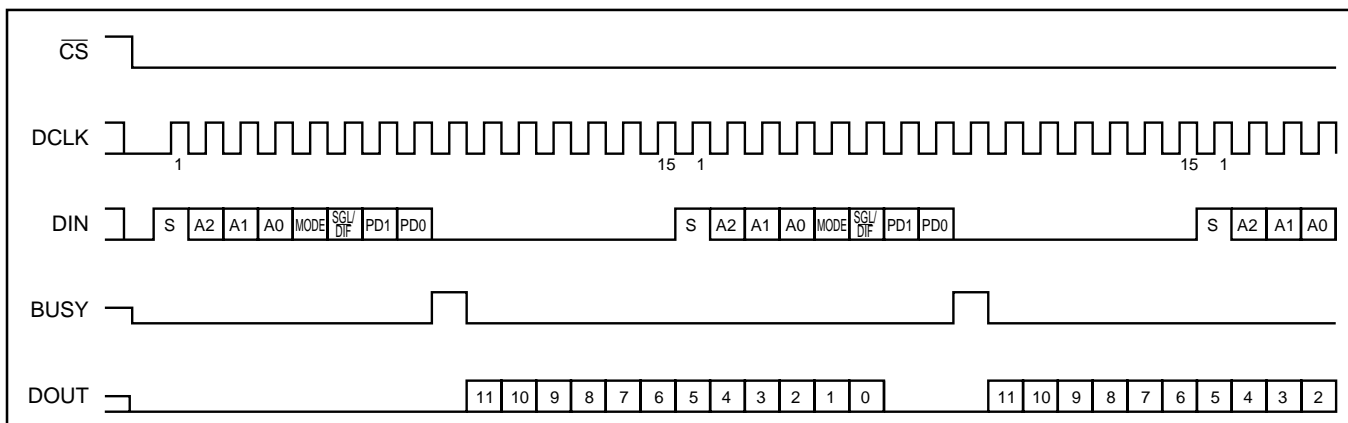 CS
DCLK
1 15 1 15 1
DIN S A2 A1 A0 MODE SGL/DIF PD1 PD0 S A2 A1 A0 MODE SGL/DIF PD1 PD0 S A2 A1 A0
BUSY
DOUT 11 10 9 8 7 6 5 4 3 2 1 0 11 10 9 8 7 6 5 4 3 2